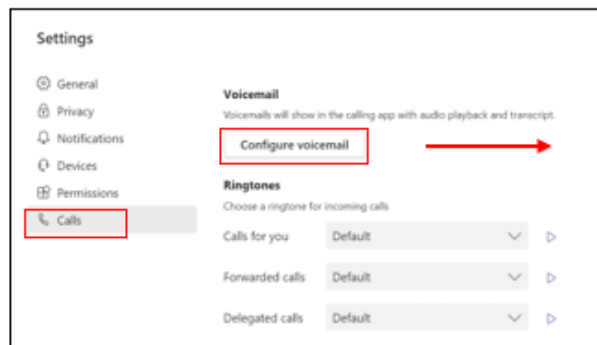 Settings
General
Privacy
Notifications
Devices
Permissions
Calls
Voicemail
Voicemails will show in the calling app with audio playback and transcript.
Configure voicemail
Ringtones
Choose a ringtone for incoming calls
Calls for you Default
Forwarded calls Default
Delegated calls Default